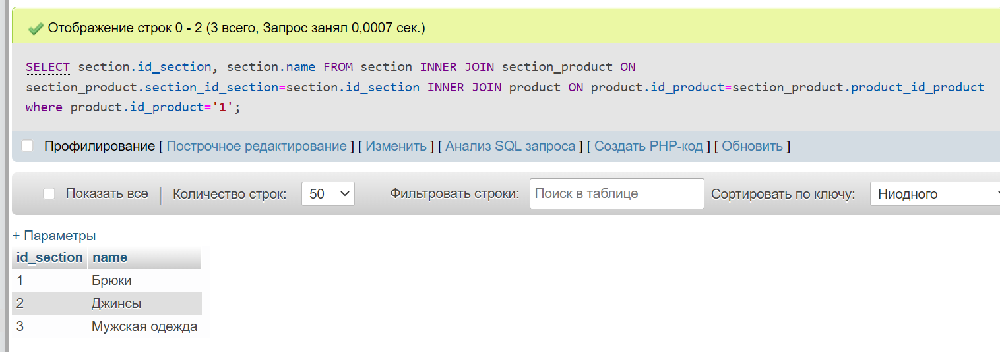 Отображение строк 0 - 2 (3 всего, Запрос занял 0,0007 сек.)
SELECT section.id_section, section.name FROM section INNER JOIN section_product ON
section_product.section_id_section=section.id_section INNER JOIN product ON product.id_product=section_product.product_id_product
where product.id_product='1';
Профилирование [ Построчное редактирование ] [ Изменить ] [ Анализ SQL запроса ] [ Создать PHP-код ] [ Обновить ]
Показать все | Количество строк: 50 Фильтровать строки: Поиск в таблице Сортировать по ключу: Ниодного
+ Параметры
id_section name
1 Брюки
2 Джинсы
3 Мужская одежда